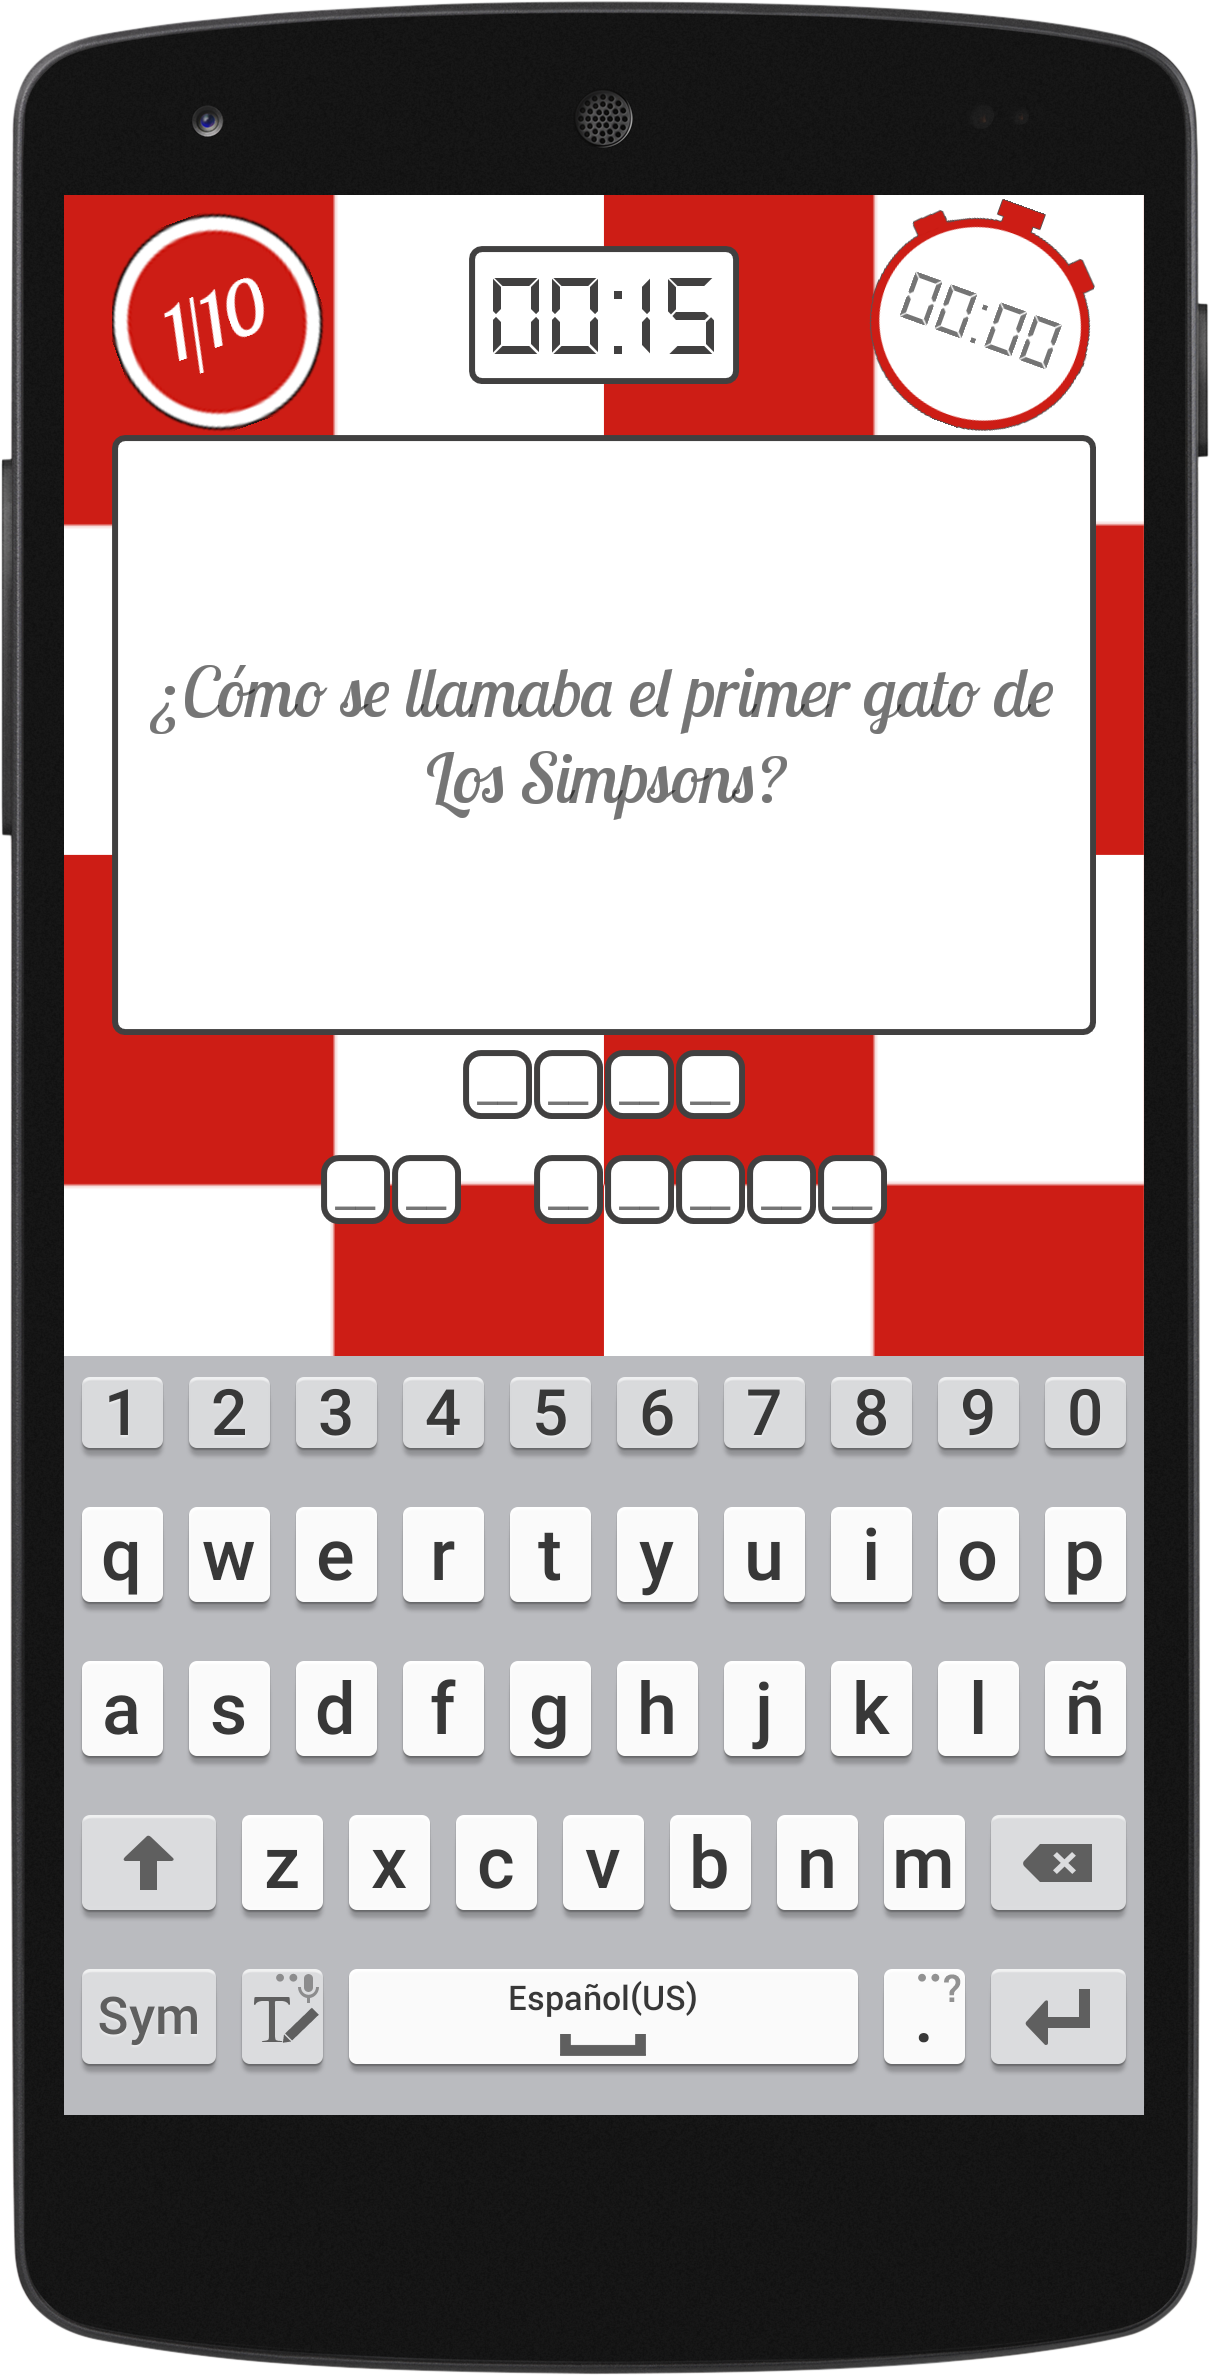 1/10
00:15
00:00
¿Cómo se llamaba el primer gato de
Los Simpsons?
_ _ _ _
_ _ _ _ _ _ _
1 2 3 4 5 6 7 8 9 0
q w e r t y u i o p
a s d f g h j k l ñ
z x c v b n m
Sym T Español(US) . ?